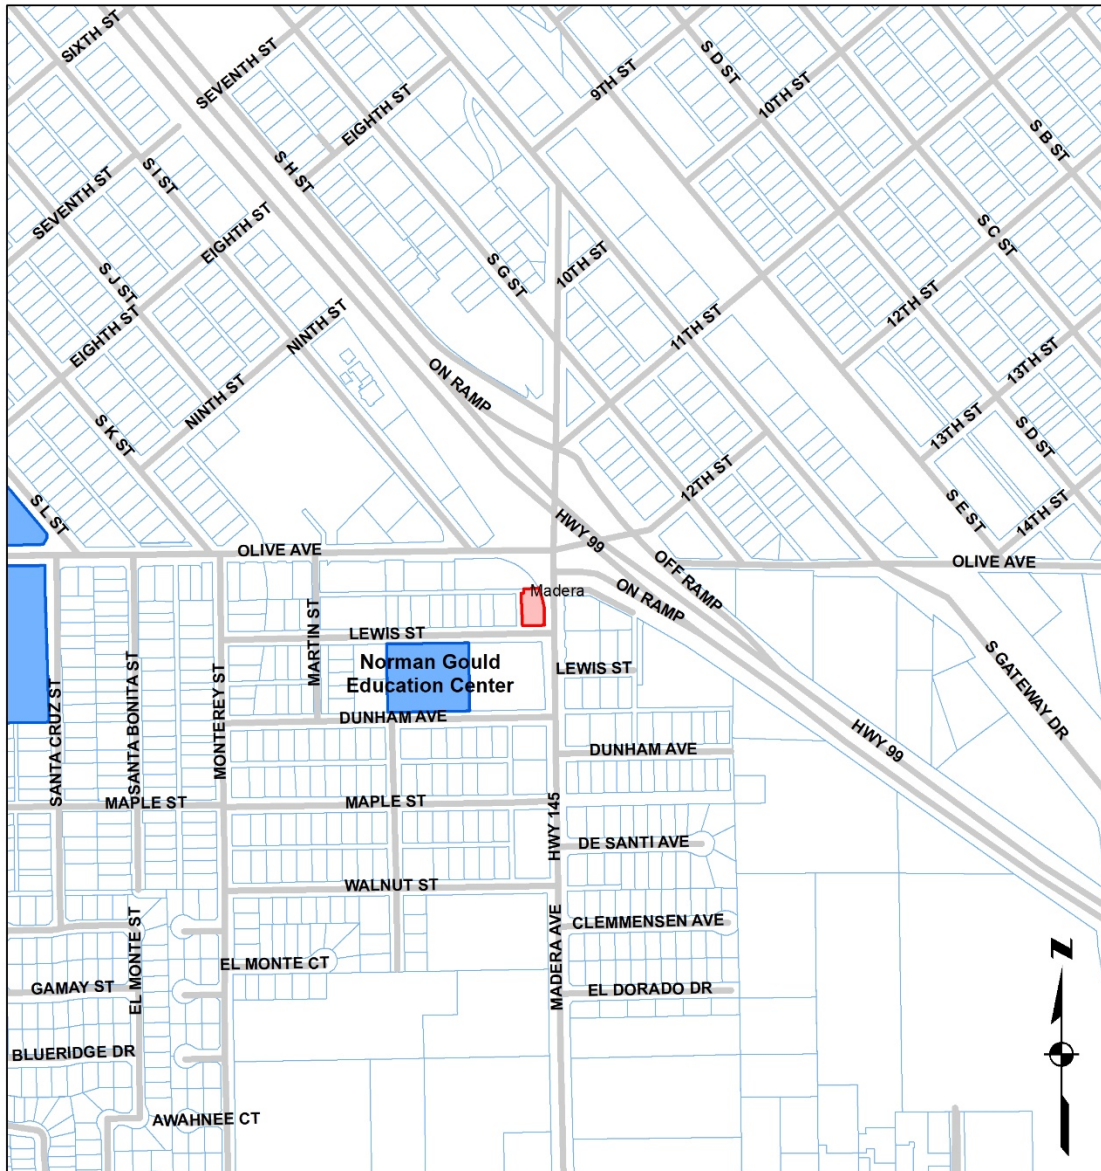 SIXTH ST
SEVENTH ST
9TH ST
S D ST
10TH ST
EIGHTH ST
S B ST
S H ST
S I ST
SEVENTH ST
EIGHTH ST
S C ST
S J ST
S G ST
10TH ST
12TH ST
EIGHTH ST
NINTH ST
11TH ST
13TH ST
ON RAMP
NINTH ST
S K ST
13TH ST
S D ST
12TH ST
S L ST
S E ST
14TH ST
HWY 99
OLIVE AVE
OFF RAMP
OLIVE AVE
Madera
ON RAMP
MARTIN ST
LEWIS ST
Norman Gould
Education Center
LEWIS ST
S GATEWAY DR
SANTA CRUZ ST
SANTA BONITA ST
MONTEREY ST
DUNHAM AVE
DUNHAM AVE
HWY 99
MAPLE ST
MAPLE ST
HWY 145
DE SANTI AVE
WALNUT ST
CLEMMENSEN AVE
EL MONTE ST
EL MONTE CT
MADERA AVE
GAMAY ST
EL DORADO DR
BLUERIDGE DR
AWAHNEE CT
Z